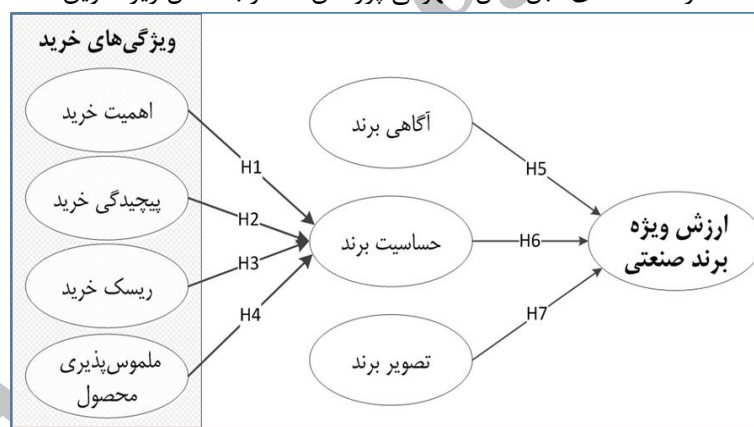 ویژگی‌های خرید
اهمیت خرید
پیچیدگی خرید
ریسک خرید
ملموس‌پذیری
محصول
H1
H2
H3
H4
آگاهی برند
حساسیت برند
تصویر برند
H5
H6
H7
ارزش ویژه
برند صنعتی